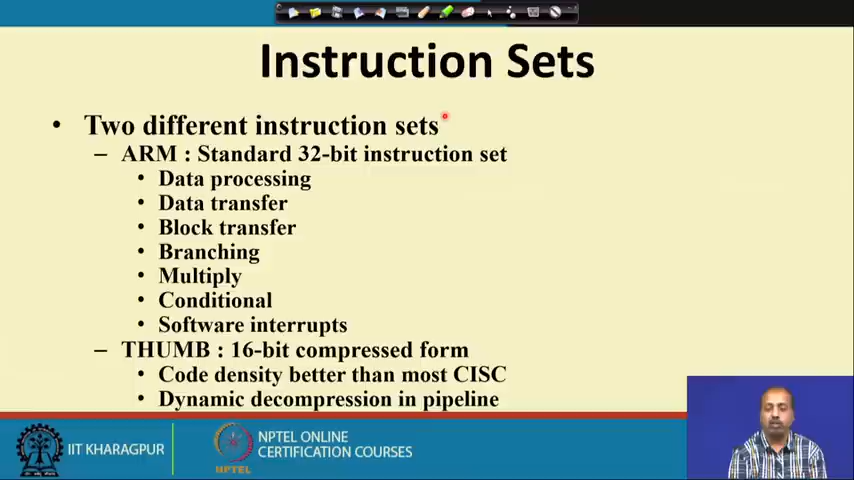 Instruction Sets
• Two different instruction sets
– ARM : Standard 32-bit instruction set
• Data processing
• Data transfer
• Block transfer
• Branching
• Multiply
• Conditional
• Software interrupts
– THUMB : 16-bit compressed form
• Code density better than most CISC
• Dynamic decompression in pipeline
IIT KHARAGPUR
NPTEL
NPTEL ONLINE
CERTIFICATION COURSES